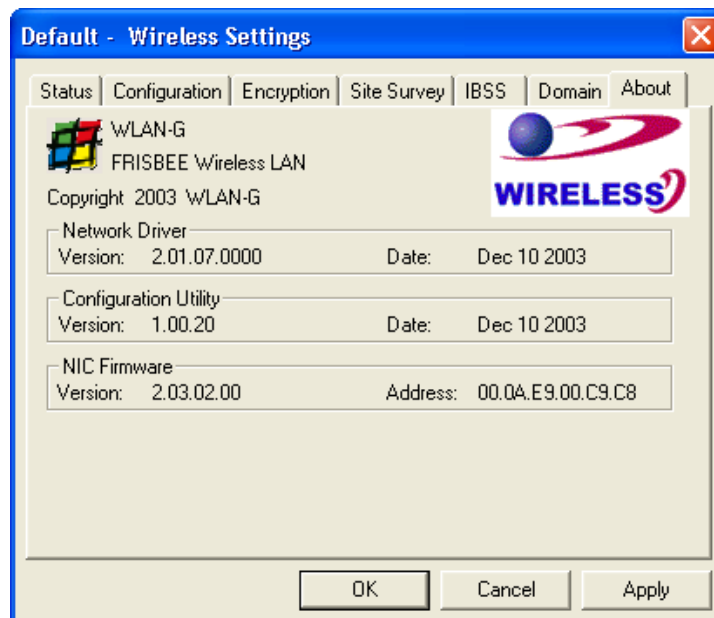 Default - Wireless Settings
Status Configuration Encryption Site Survey IBSS Domain About
WLAN-G
FRISBEE Wireless LAN
Copyright 2003 WLAN-G
WIRELESS
Network Driver
Version: 2.01.07.0000 Date: Dec 10 2003
Configuration Utility
Version: 1.00.20 Date: Dec 10 2003
NIC Firmware
Version: 2.03.02.00 Address: 00.0A.E9.00.C9.C8
OK Cancel Apply